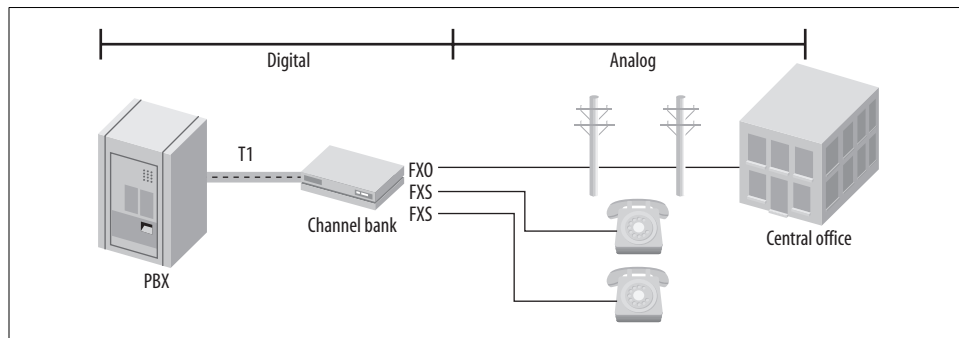 Digital
Analog
T1
FXO
FXS
FXS
Channel bank
PBX
Central office